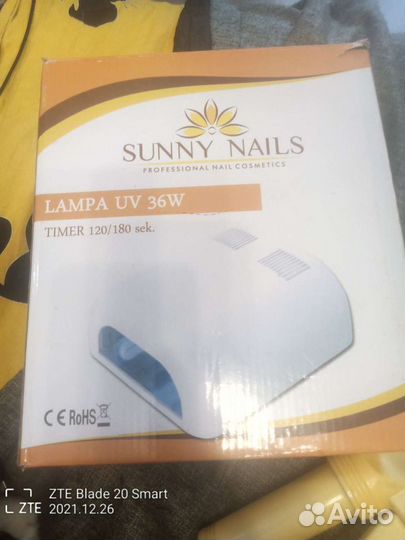 SUNNY NAILS
PROFESSIONAL NAIL COSMETICS
LAMPA UV 36W
TIMER 120/180 sek.
CE RoHS
ZTE Blade 20 Smart
ZTE 2021.12.26
Avito